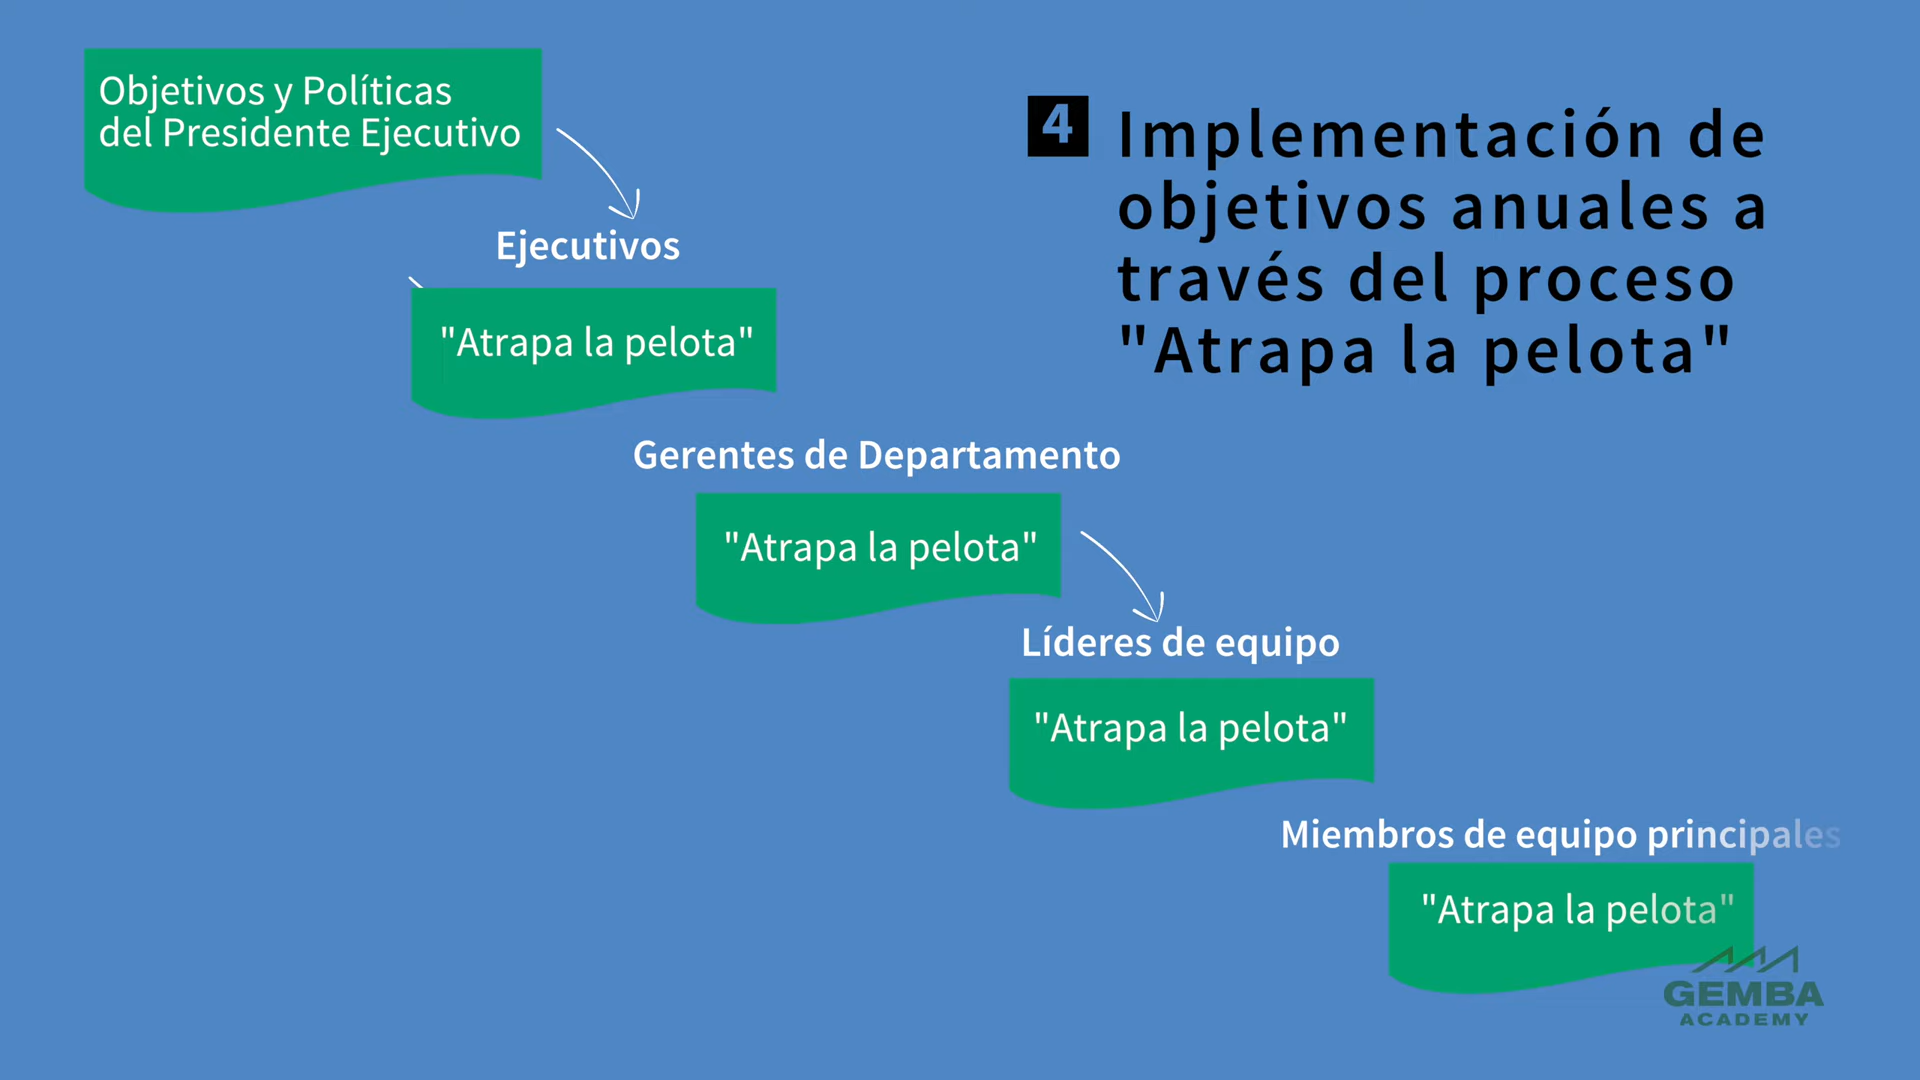 Objetivos y Políticas
del Presidente Ejecutivo
4
Implementación de
objetivos anuales a
través del proceso
"Atrapa la pelota"
Ejecutivos
"Atrapa la pelota"
Gerentes de Departamento
"Atrapa la pelota"
Líderes de equipo
"Atrapa la pelota"
Miembros de equipo principales
"Atrapa la pelota"
GEMBA
ACADEMY